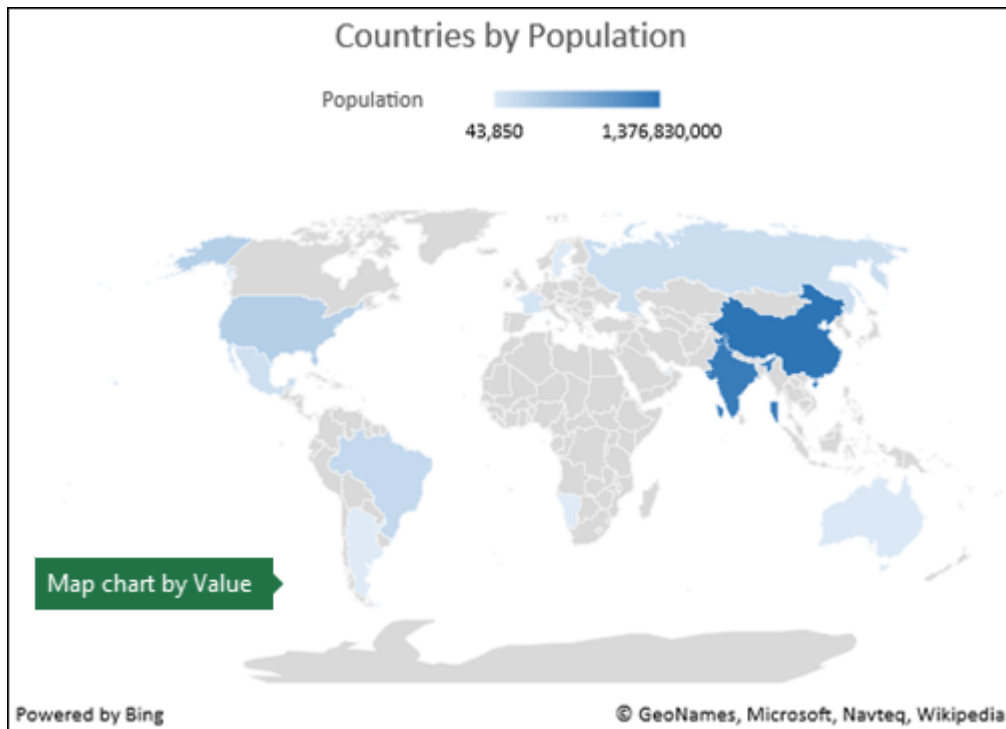 Countries by Population
Population
43,850 1,376,830,000
Map chart by Value
Powered by Bing © GeoNames, Microsoft, Navteq, Wikipedia